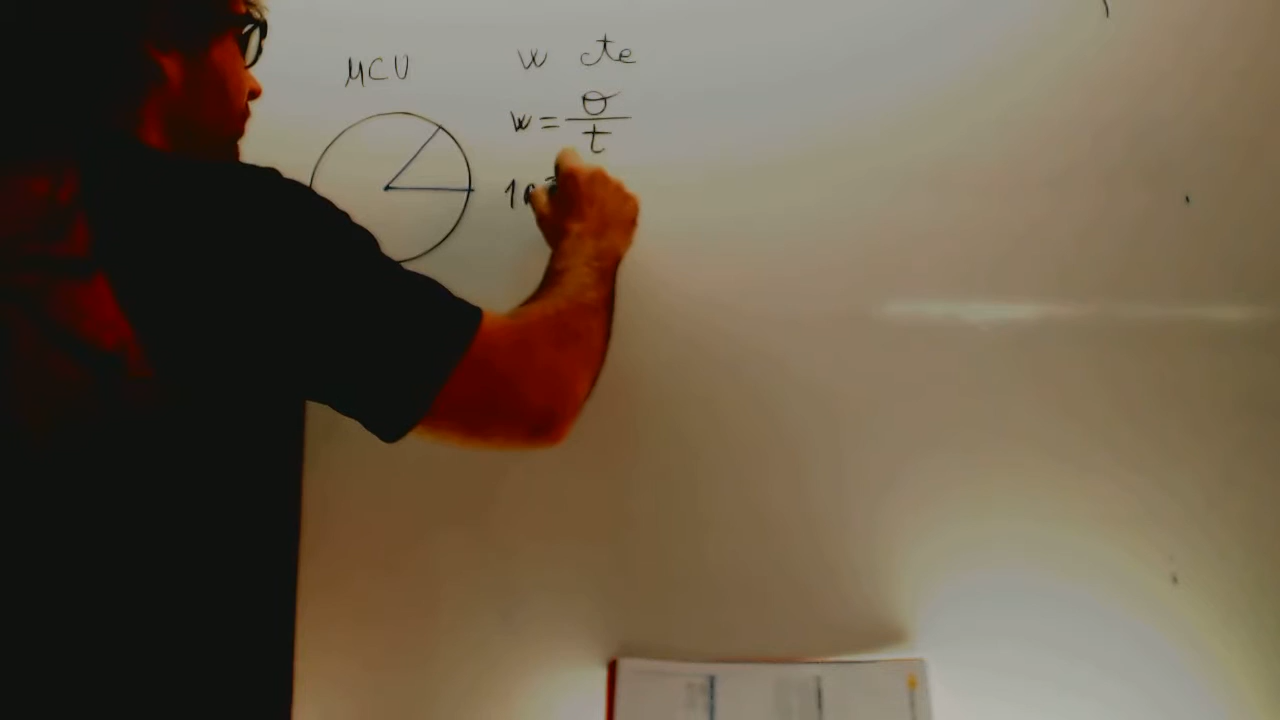 MCU
w cte
w = θ / t